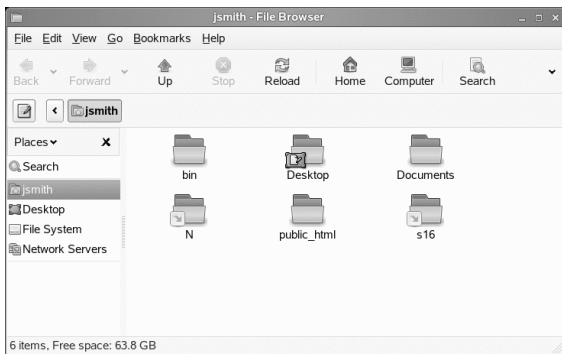 jsmith - File Browser
File Edit View Go Bookmarks Help
Back Forward Up Stop Reload Home Computer Search
jsmith
Places
Search
jsmith
Desktop
File System
Network Servers
bin Desktop Documents
N public_html s16
6 items, Free space: 63.8 GB